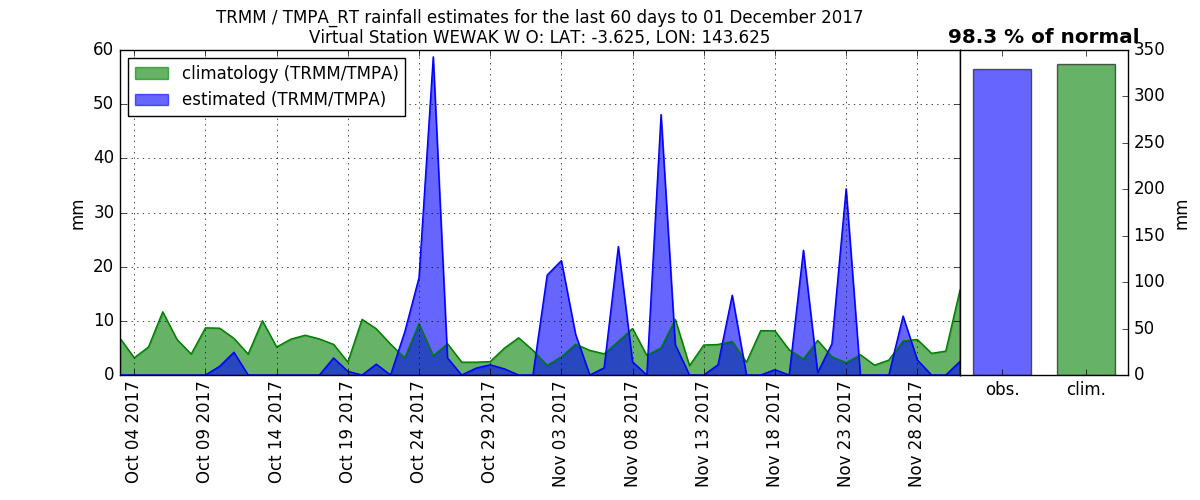 TRMM / TMPA_RT rainfall estimates for the last 60 days to 01 December 2017
Virtual Station WEWAK W O: LAT: -3.625, LON: 143.625
98.3 % of normal
climatology (TRMM/TMPA)
estimated (TRMM/TMPA)
60
50
40
30
20
10
0
mm
Oct 04 2017
Oct 09 2017
Oct 14 2017
Oct 19 2017
Oct 24 2017
Oct 29 2017
Nov 03 2017
Nov 08 2017
Nov 13 2017
Nov 18 2017
Nov 23 2017
Nov 28 2017
obs.
clim.
350
300
250
200
150
100
50
0
mm